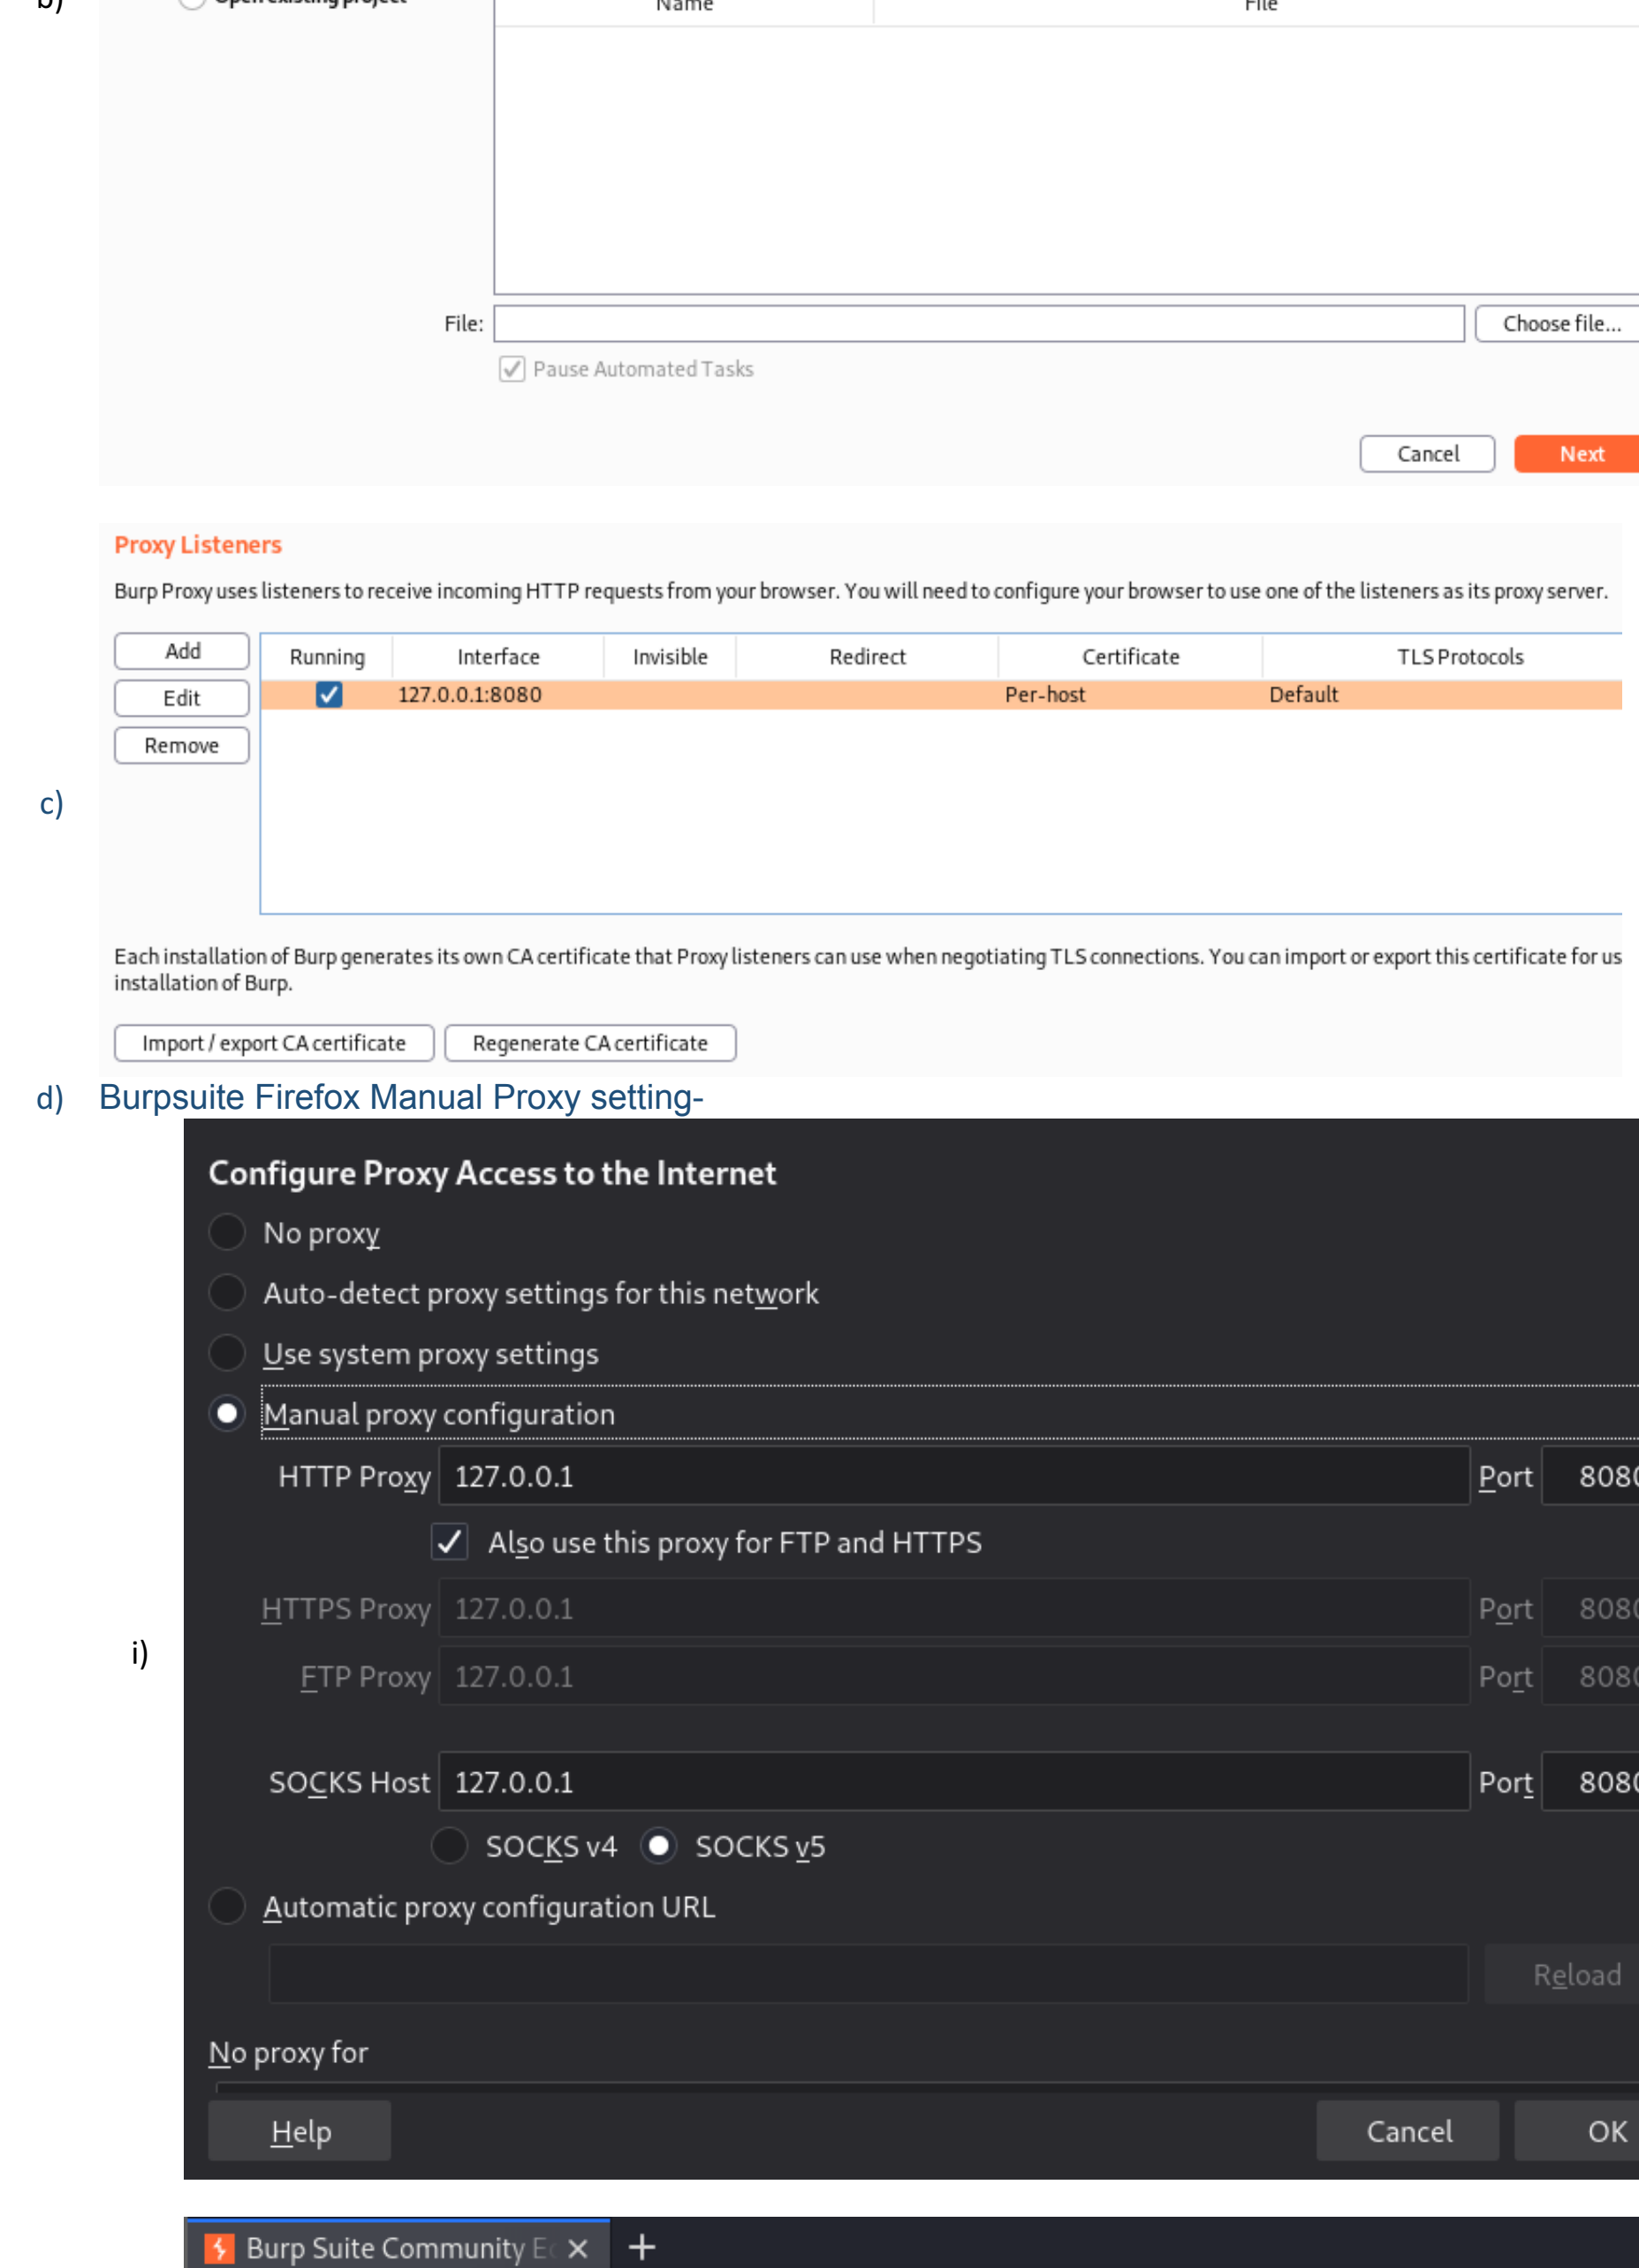 b) Open existing project Name File
File: Choose file...
Pause Automated Tasks
Cancel Next
Proxy Listeners
Burp Proxy uses listeners to receive incoming HTTP requests from your browser. You will need to configure your browser to use one of the listeners as its proxy server.
Add Running Interface Invisible Redirect Certificate TLS Protocols
Edit 127.0.0.1:8080 Per-host Default
Remove
c)
Each installation of Burp generates its own CA certificate that Proxy listeners can use when negotiating TLS connections. You can import or export this certificate for us
installation of Burp.
Import / export CA certificate Regenerate CA certificate
d) Burpsuite Firefox Manual Proxy setting-
Configure Proxy Access to the Internet
No proxy
Auto-detect proxy settings for this network
Use system proxy settings
Manual proxy configuration
HTTP Proxy 127.0.0.1 Port 8080
Also use this proxy for FTP and HTTPS
HTTPS Proxy 127.0.0.1 Port 8080
i)
FTP Proxy 127.0.0.1 Port 8080
SOCKS Host 127.0.0.1 Port 8080
SOCKS v4 SOCKS v5
Automatic proxy configuration URL
Reload
No proxy for
Help Cancel OK
Burp Suite Community E